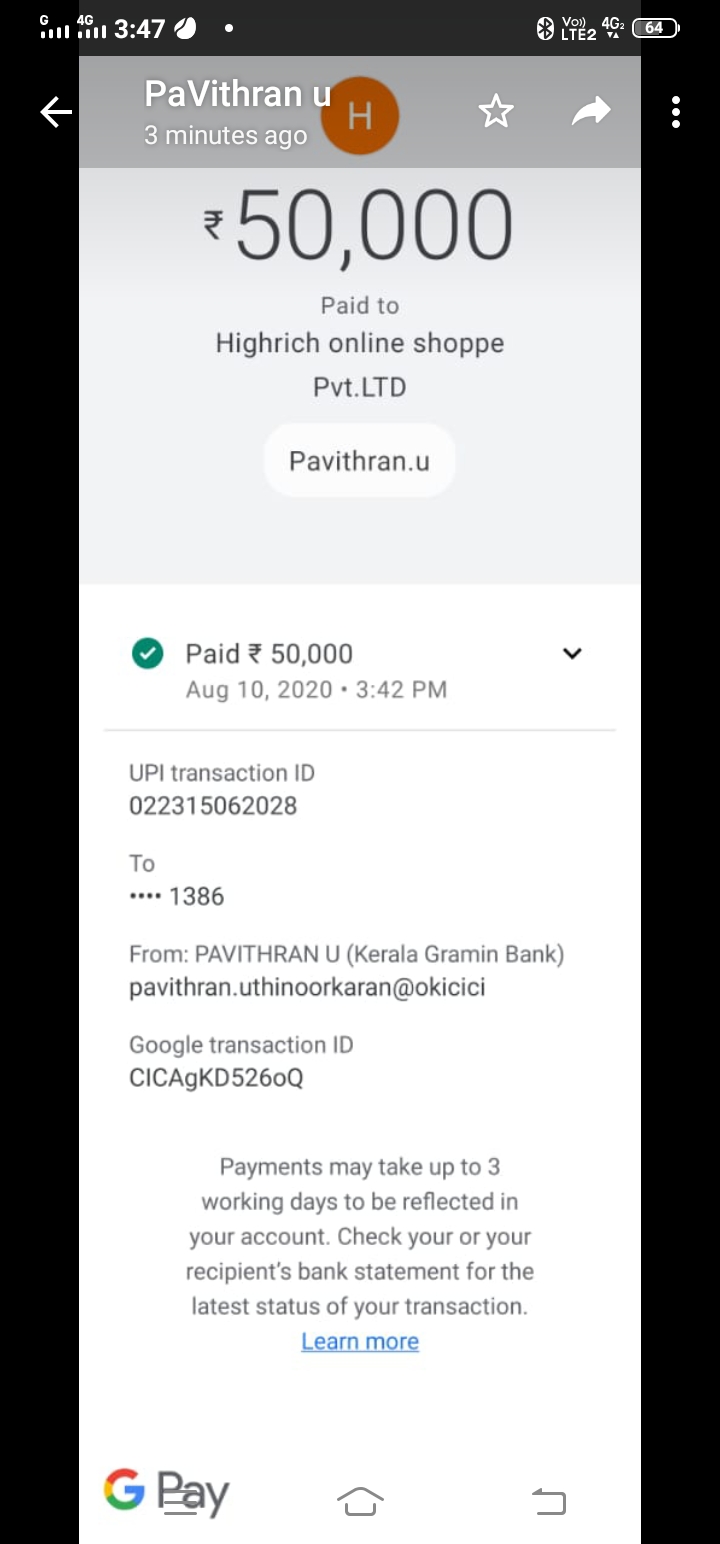 G 4G 3:47 Vo)) LTE2 4G2 64
PaVithran u
3 minutes ago
H
₹50,000
Paid to
Highrich online shoppe
Pvt.LTD
Pavithran.u
Paid ₹ 50,000
Aug 10, 2020 • 3:42 PM
UPI transaction ID
022315062028
To
•••• 1386
From: PAVITHRAN U (Kerala Gramin Bank)
pavithran.uthinoorkaran@okicici
Google transaction ID
CICAgKD526oQ
Payments may take up to 3
working days to be reflected in
your account. Check your or your
recipient's bank statement for the
latest status of your transaction.
Learn more
G Pay